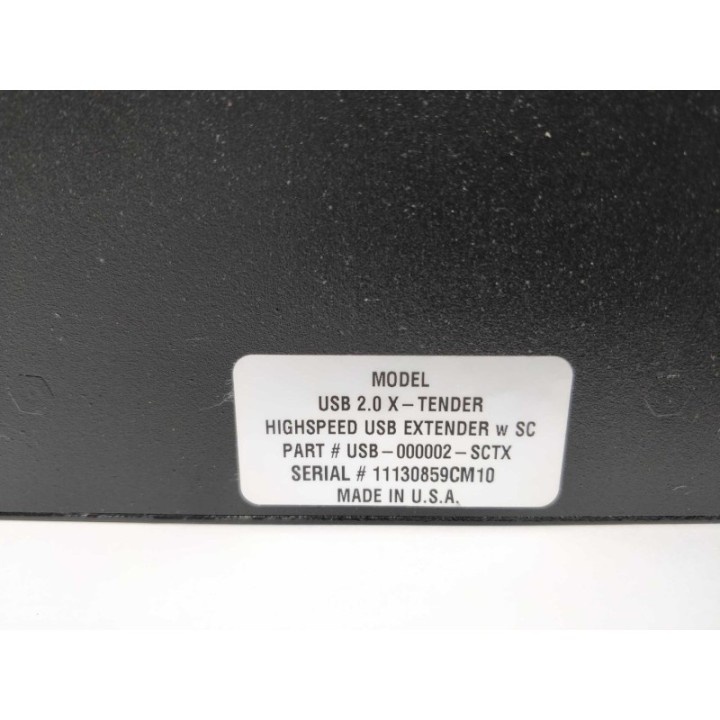 MODEL
USB 2.0 X-TENDER
HIGHSPEED USB EXTENDER w SC
PART # USB-000002-SCTX
SERIAL # 11130859CM10
MADE IN U.S.A.